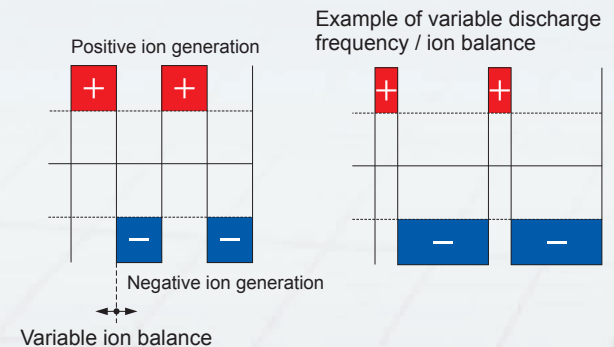 Positive ion generation
+
+
−
−
Negative ion generation
Variable ion balance
Example of variable discharge
frequency / ion balance
+
+
−
−